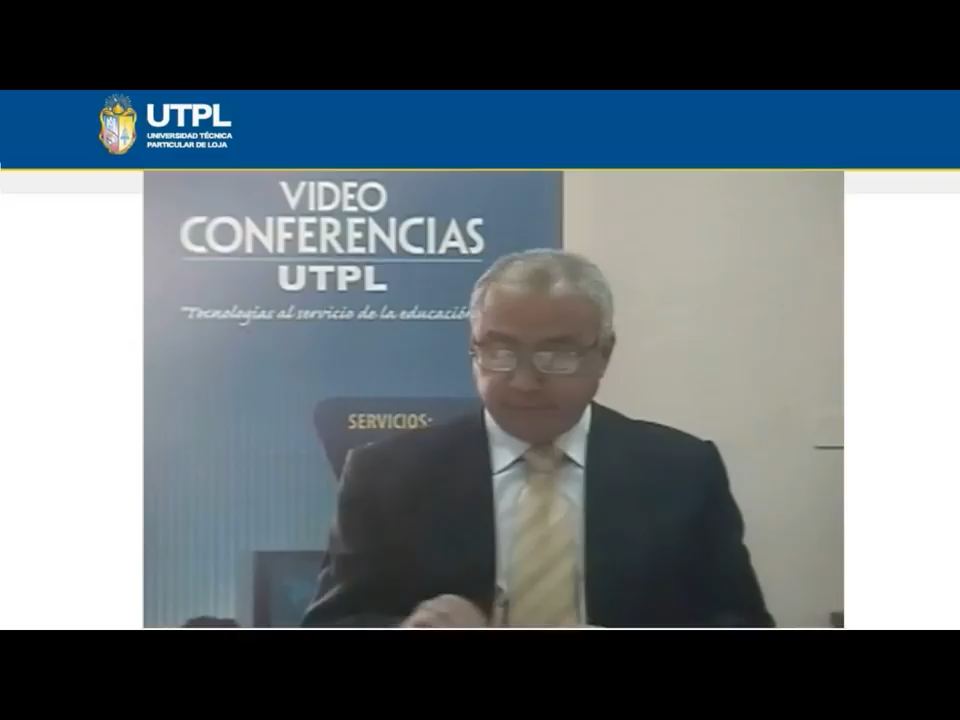 UTPL
UNIVERSIDAD TÉCNICA
PARTICULAR DE LOJA
VIDEO
CONFERENCIAS
UTPL
"Tecnologías al servicio de la educación
SERVICIOS: